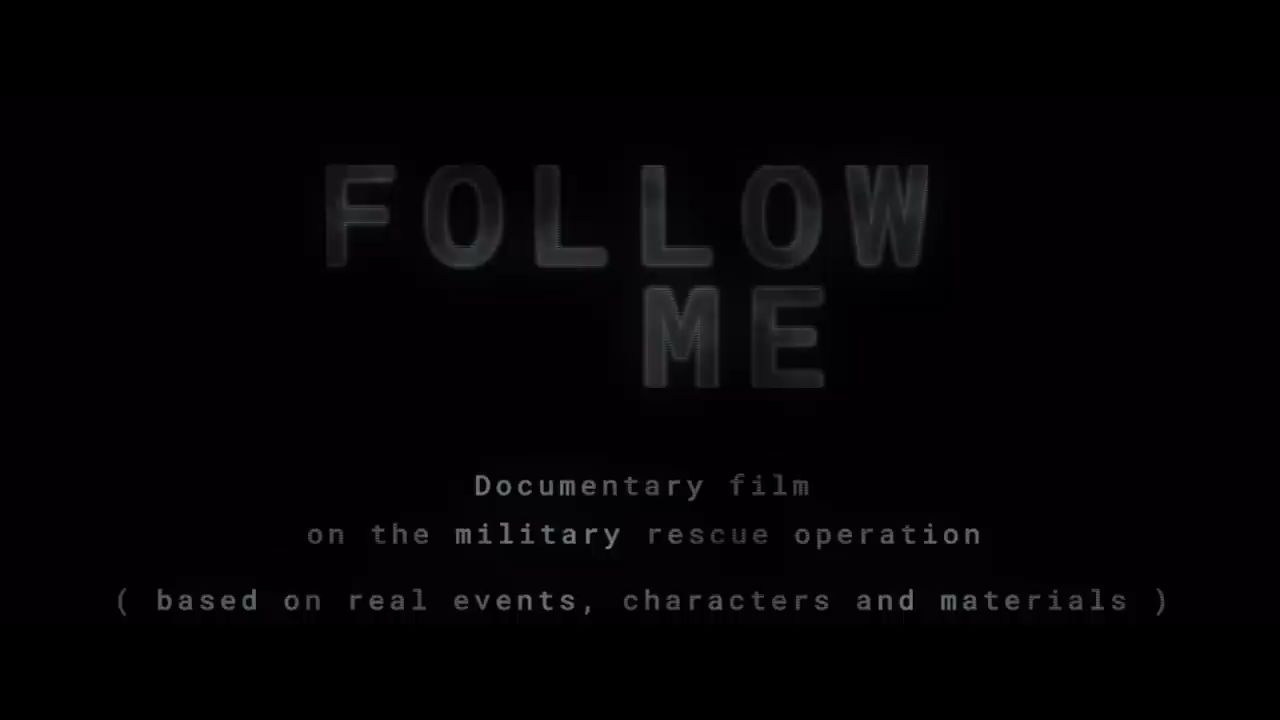 FOLLOW
ME
Documentary film
on the military rescue operation
( based on real events, characters and materials )